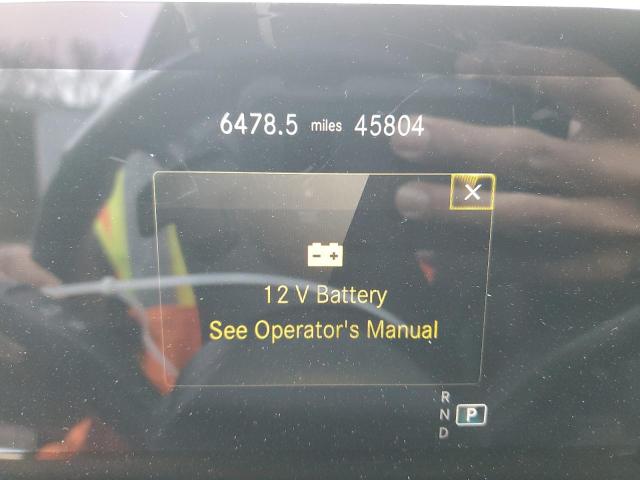 6478.5 miles 45804
12 V Battery
See Operator's Manual
R
N P
D